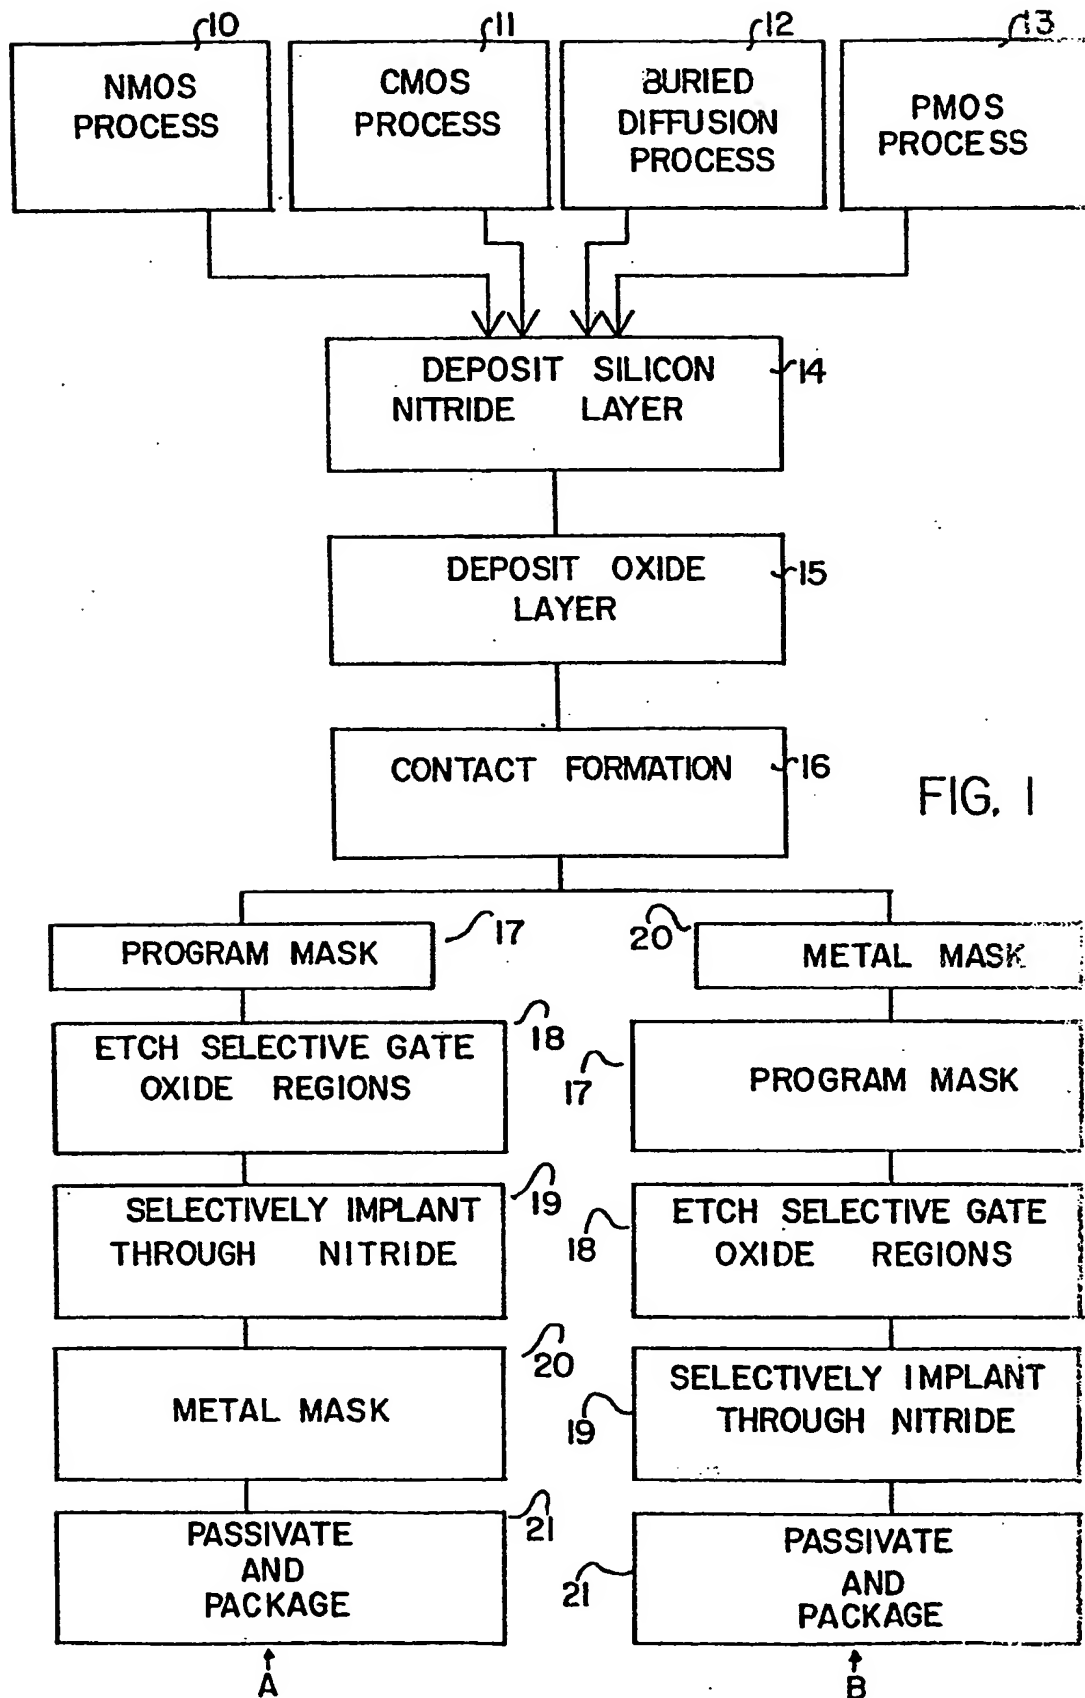 10
11
12
13
NMOS
PROCESS
CMOS
PROCESS
BURIED
DIFFUSION
PROCESS
PMOS
PROCESS
DEPOSIT SILICON
NITRIDE LAYER
14
DEPOSIT OXIDE
LAYER
15
CONTACT FORMATION
16
FIG. 1
PROGRAM MASK
17
20
METAL MASK
ETCH SELECTIVE GATE
OXIDE REGIONS
18
17
PROGRAM MASK
SELECTIVELY IMPLANT
THROUGH NITRIDE
19
18
ETCH SELECTIVE GATE
OXIDE REGIONS
METAL MASK
20
19
SELECTIVELY IMPLANT
THROUGH NITRIDE
PASSIVATE
AND
PACKAGE
21
21
PASSIVATE
AND
PACKAGE
A
B